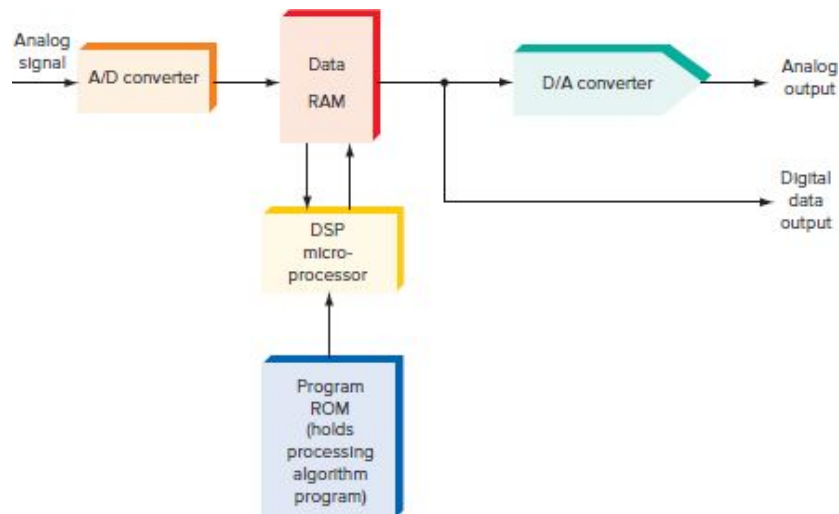 Analog
signal
A/D converter
Data
RAM
D/A converter
Analog
output
Digital
data
output
DSP
micro-
processor
Program
ROM
(holds
processing
algorithm
program)